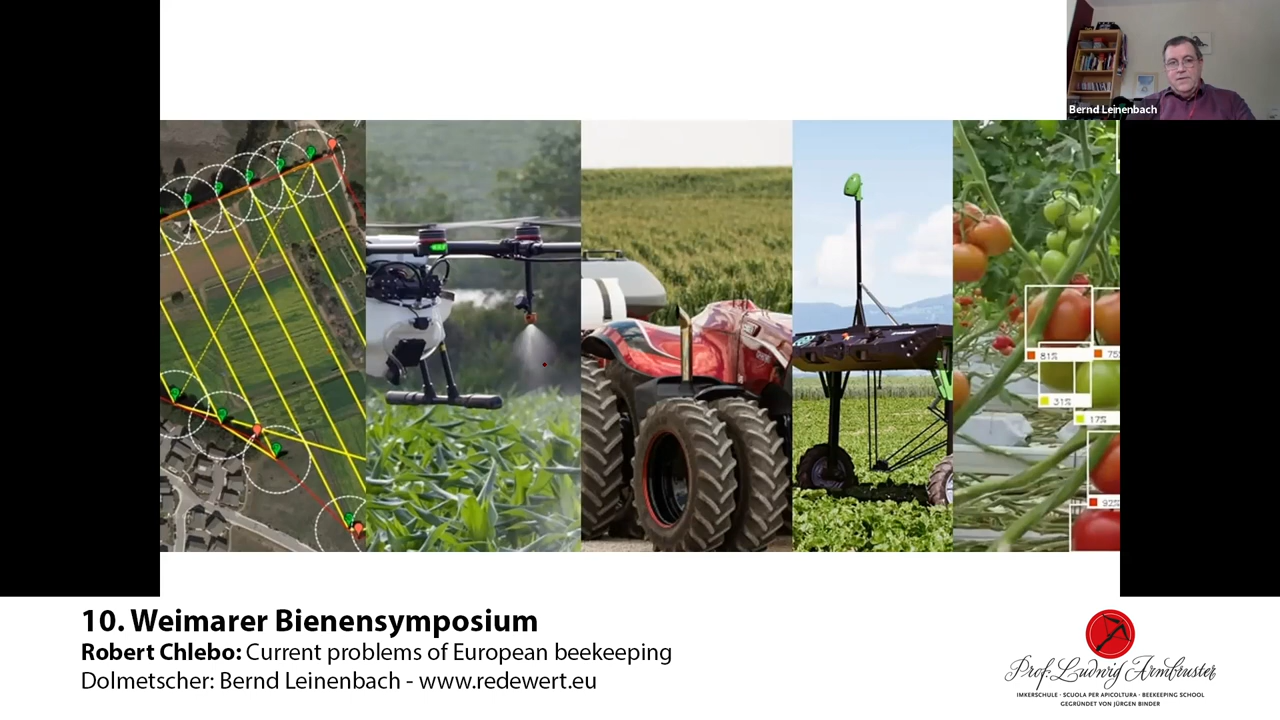 Bernd Leinenbach
81%
75
31%
17%
92%
10. Weimarer Bienensymposium
Robert Chlebo: Current problems of European beekeeping
Dolmetscher: Bernd Leinenbach - www.redewert.eu
Prof. Ludwig Armbruster
IMKERSCHULE · SCUOLA PER APICOLTURA · BEEKEEPING SCHOOL
GEGRÜNDET VON JÜRGEN BINDER